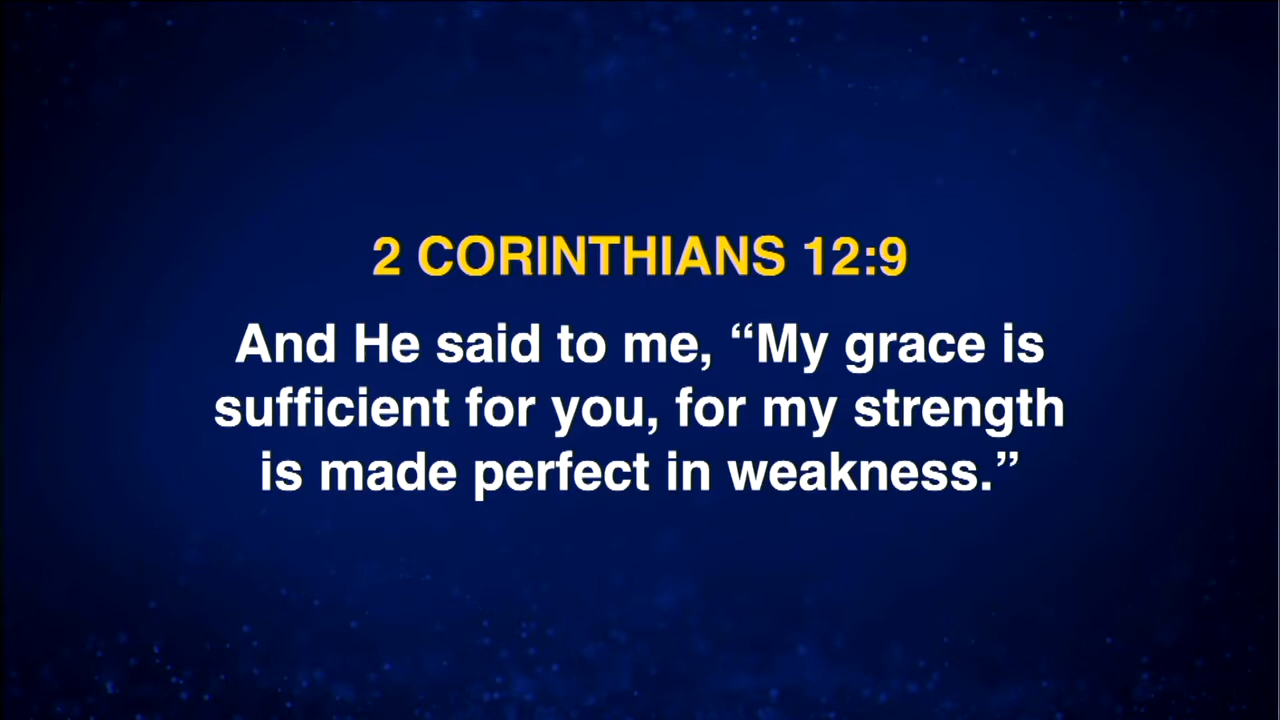 2 CORINTHIANS 12:9
And He said to me, “My grace is
sufficient for you, for my strength
is made perfect in weakness.”